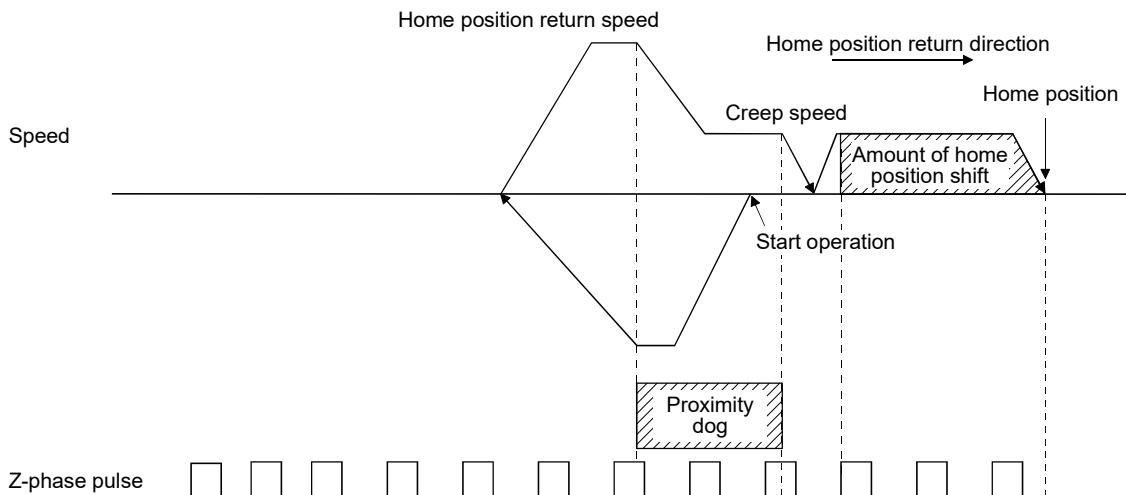 Home position return speed
Home position return direction
Home position
Creep speed
Speed
Amount of home
position shift
Start operation
Proximity
dog
Z-phase pulse